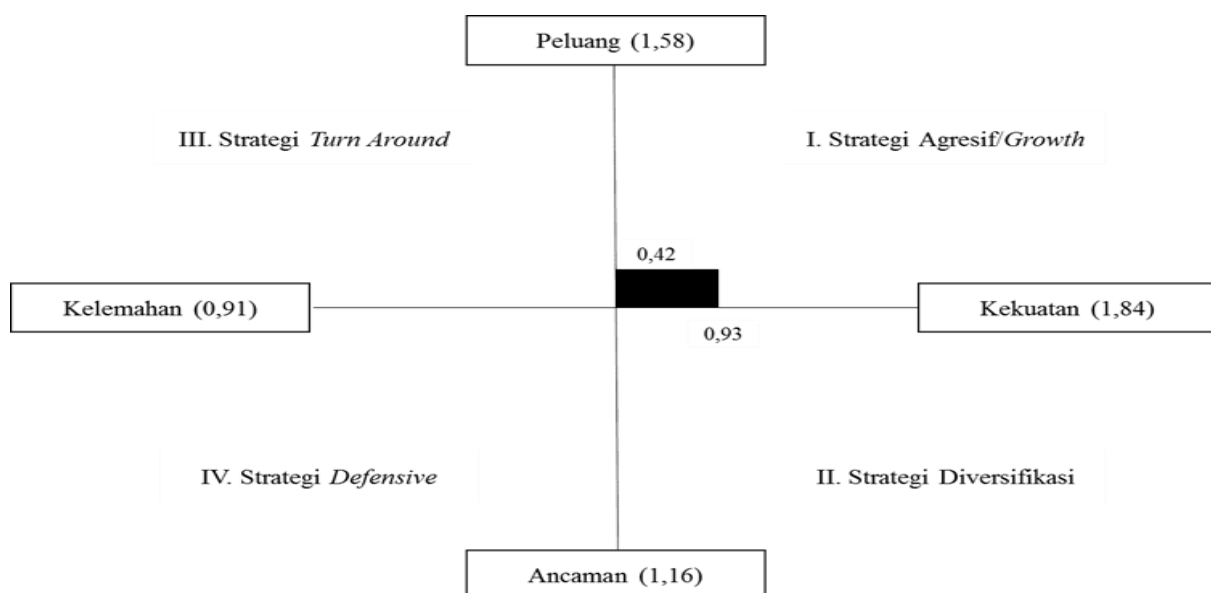 Peluang (1,58)
III. Strategi Turn Around
I. Strategi Agresif/Growth
0,42
Kelemahan (0,91)
Kekuatan (1,84)
0,93
IV. Strategi Defensive
II. Strategi Diversifikasi
Ancaman (1,16)